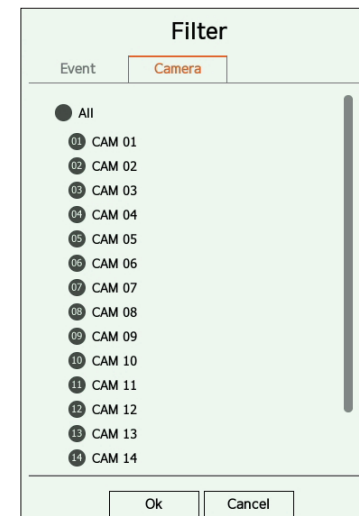 Filter
Event Camera
All
01 CAM 01
02 CAM 02
03 CAM 03
04 CAM 04
05 CAM 05
06 CAM 06
07 CAM 07
08 CAM 08
09 CAM 09
10 CAM 10
11 CAM 11
12 CAM 12
13 CAM 13
14 CAM 14
Ok Cancel